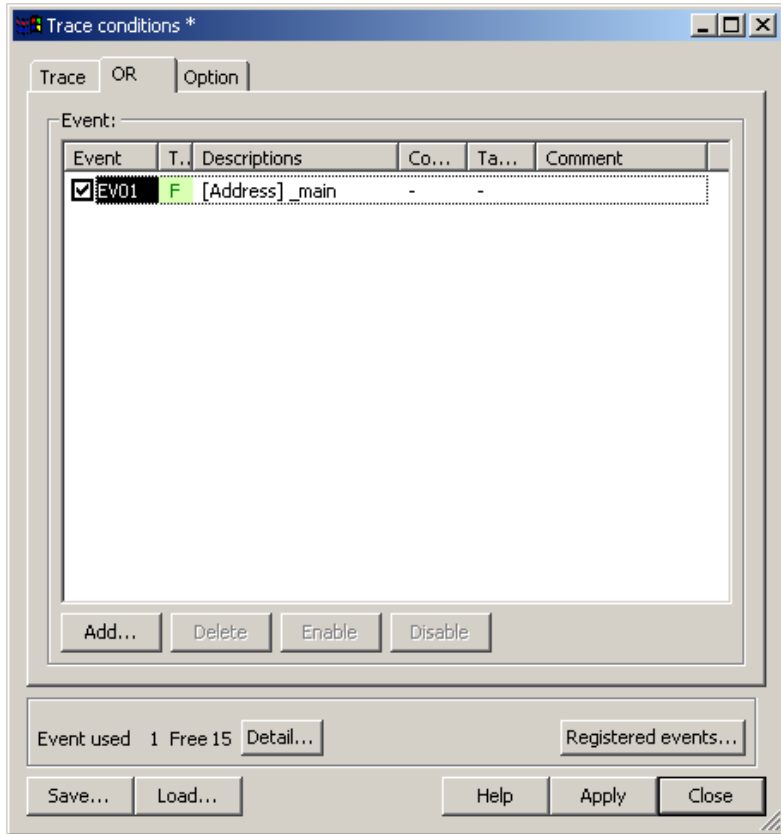 Trace conditions *
Trace OR Option
Event:
Event T.. Descriptions Co... Ta... Comment
EV01 F [Address] _main - -
Add... Delete Enable Disable
Event used 1 Free 15 Detail... Registered events...
Save... Load... Help Apply Close